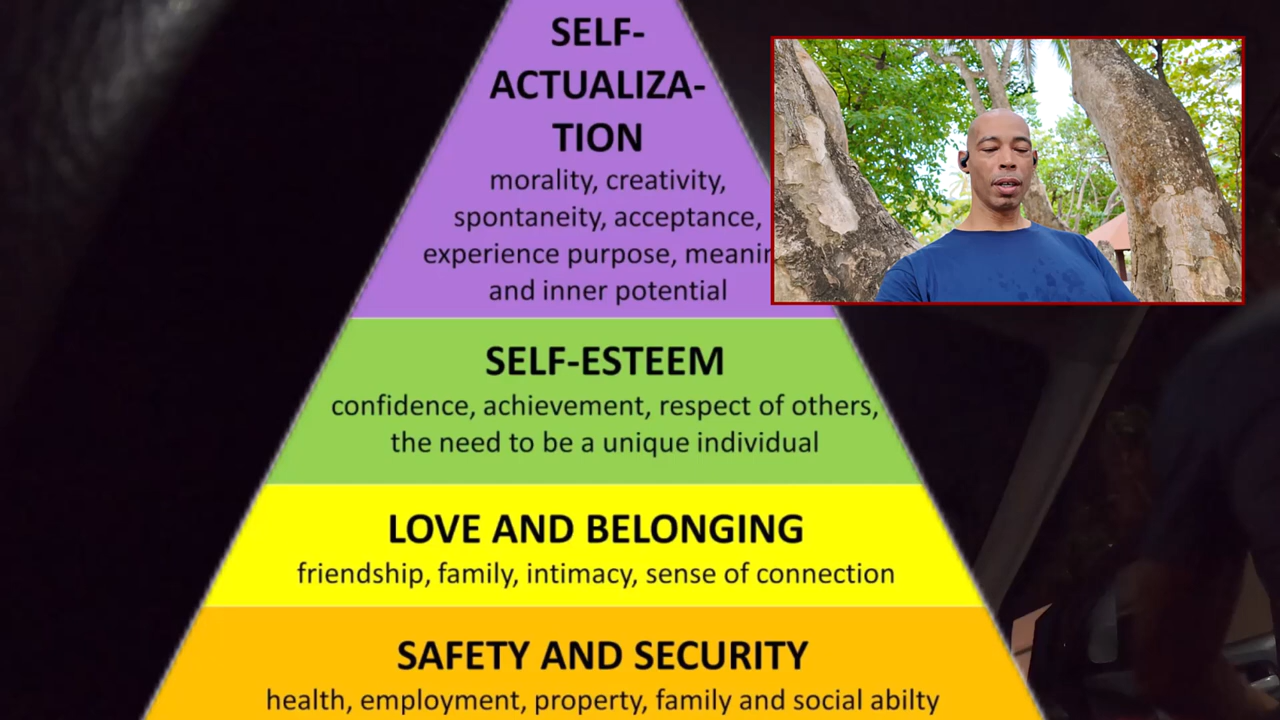 SELF-
ACTUALIZA-
TION
morality, creativity,
spontaneity, acceptance,
experience purpose, meanin
and inner potential
SELF-ESTEEM
confidence, achievement, respect of others,
the need to be a unique individual
LOVE AND BELONGING
friendship, family, intimacy, sense of connection
SAFETY AND SECURITY
health, employment, property, family and social abilty